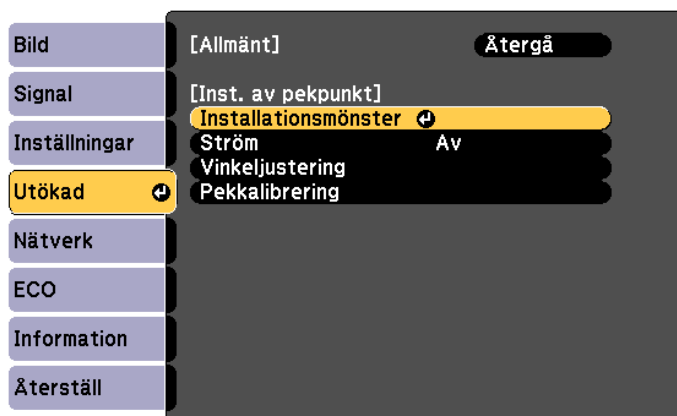 Bild
Signal
Inställningar
Utökad
Nätverk
ECO
Information
Återställ
[Allmänt] Återgå
[Inst. av pekpunkt]
Installationsmönster
Ström Av
Vinkeljustering
Pekkalibrering